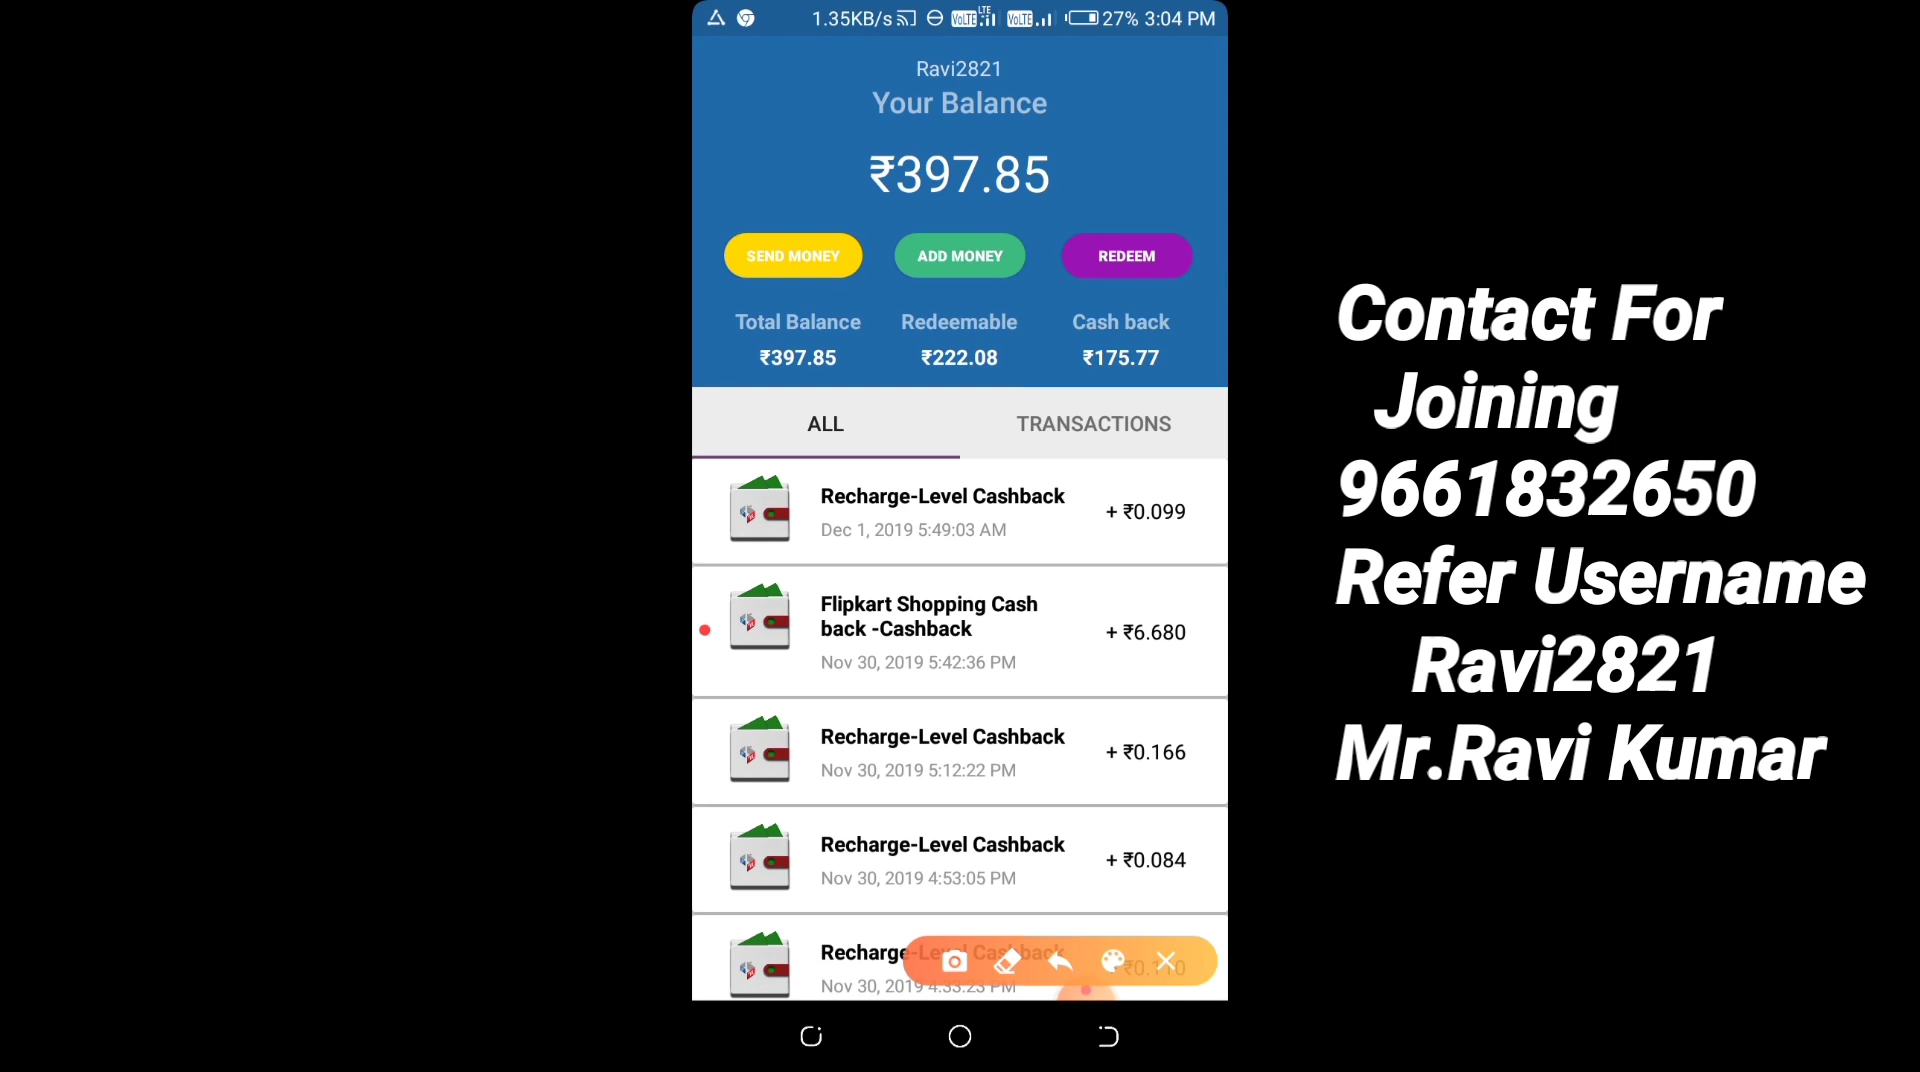 1.35KB/s VoLTE LTE VoLTE 27% 3:04 PM
Ravi2821
Your Balance
₹397.85
SEND MONEY ADD MONEY REDEEM
Total Balance Redeemable Cash back
₹397.85 ₹222.08 ₹175.77
ALL TRANSACTIONS
Recharge-Level Cashback
+ ₹0.099
Dec 1, 2019 5:49:03 AM
Flipkart Shopping Cash
back -Cashback
+ ₹6.680
Nov 30, 2019 5:42:36 PM
Recharge-Level Cashback
+ ₹0.166
Nov 30, 2019 5:12:22 PM
Recharge-Level Cashback
+ ₹0.084
Nov 30, 2019 4:53:05 PM
Recharge-Level Cashback
+ ₹0.110
Nov 30, 2019 4:33:23 PM
Contact For
Joining
9661832650
Refer Username
Ravi2821
Mr.Ravi Kumar